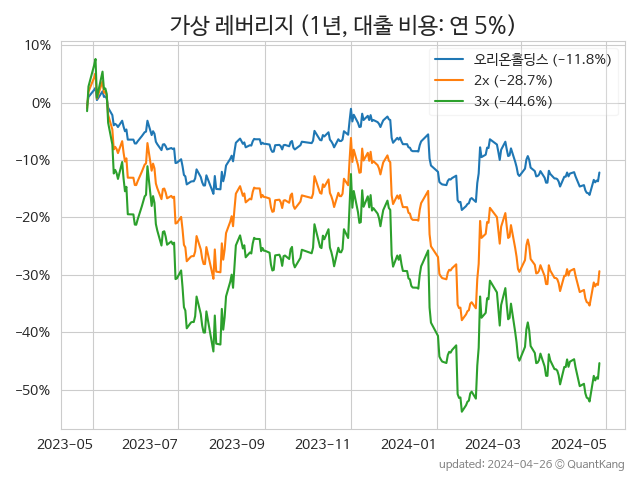 가상 레버리지 (1년, 대출 비용: 연 5%)
오리온홀딩스 (-11.8%)
2x (-28.7%)
3x (-44.6%)
10%
0%
-10%
-20%
-30%
-40%
-50%
2023-05 2023-07 2023-09 2023-11 2024-01 2024-03 2024-05
updated: 2024-04-26 © QuantKang